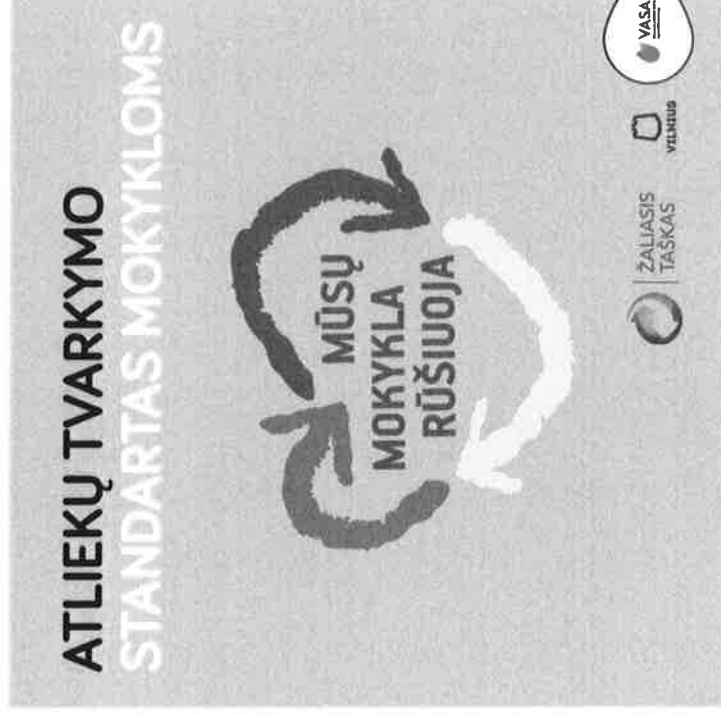 ATLIEKŲ TVARKYMO
STANDARTAS MOKYKLOMS
MŪSŲ
MOKYKLA
RŪŠIUOJA
ŽALIASIS
TAŠKAS
VILNIUS
VASA